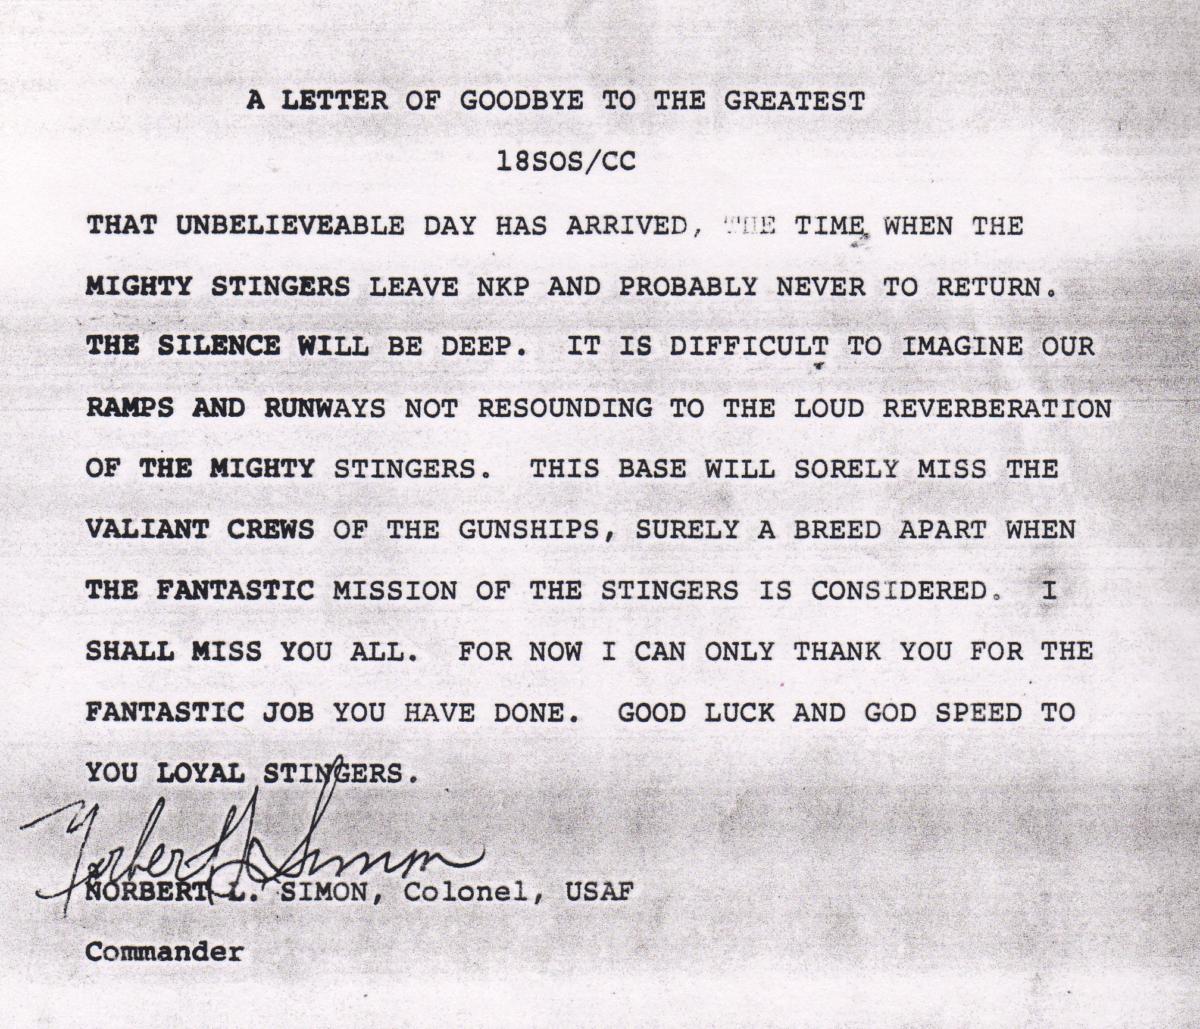 A LETTER OF GOODBYE TO THE GREATEST
18SOS/CC
THAT UNBELIEVEABLE DAY HAS ARRIVED, THE TIME WHEN THE
MIGHTY STINGERS LEAVE NKP AND PROBABLY NEVER TO RETURN.
THE SILENCE WILL BE DEEP.  IT IS DIFFICULT TO IMAGINE OUR
RAMPS AND RUNWAYS NOT RESOUNDING TO THE LOUD REVERBERATION
OF THE MIGHTY STINGERS.  THIS BASE WILL SORELY MISS THE
VALIANT CREWS OF THE GUNSHIPS, SURELY A BREED APART WHEN
THE FANTASTIC MISSION OF THE STINGERS IS CONSIDERED.  I
SHALL MISS YOU ALL.  FOR NOW I CAN ONLY THANK YOU FOR THE
FANTASTIC JOB YOU HAVE DONE.  GOOD LUCK AND GOD SPEED TO
YOU LOYAL STINGERS.
Norbert L Simon
NORBERT L. SIMON, Colonel, USAF
Commander